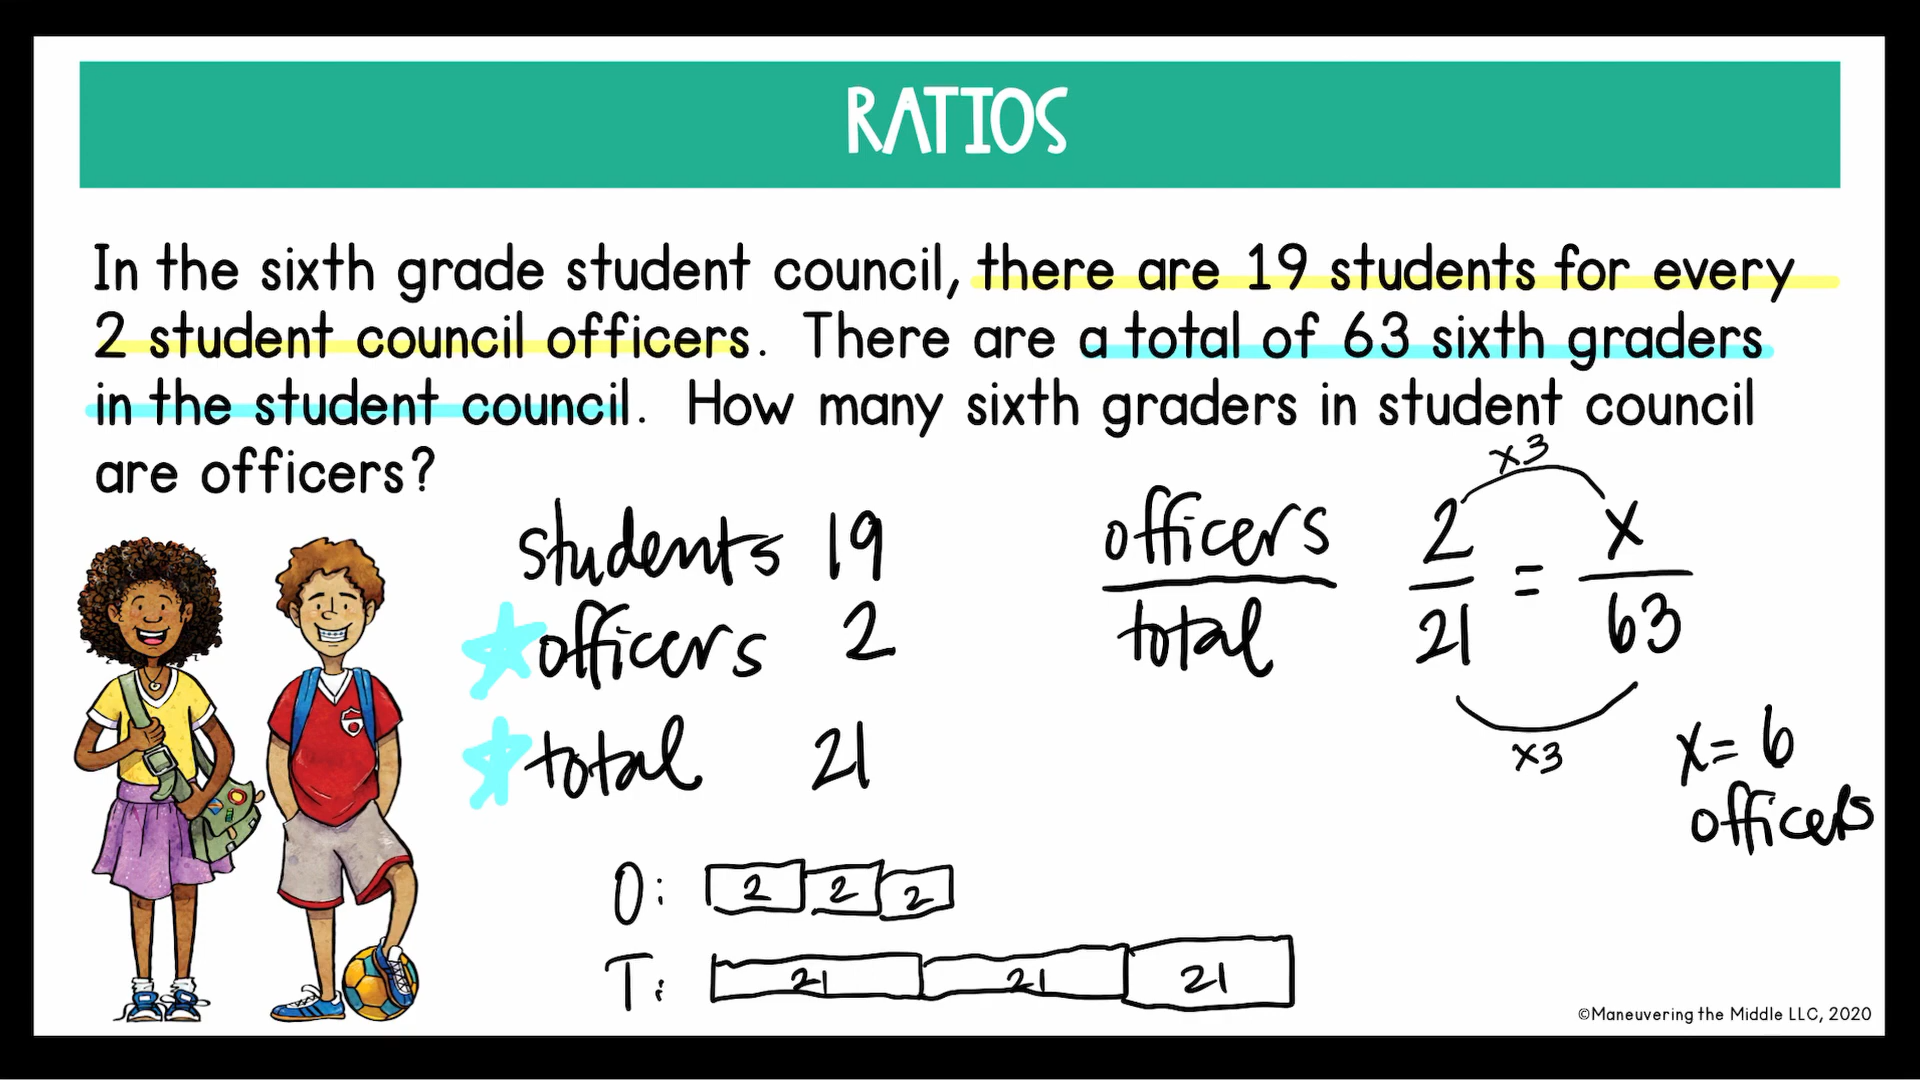 RATIOS
In the sixth grade student council, there are 19 students for every
2 student council officers. There are a total of 63 sixth graders
in the student council. How many sixth graders in student council
are officers?
students 19
officers 2
total 21
x3
officers 2 = x
total 21 63
x3
x = 6
officers
O: 2 2 2
T: 21 21 21
©Maneuvering the Middle LLC, 2020